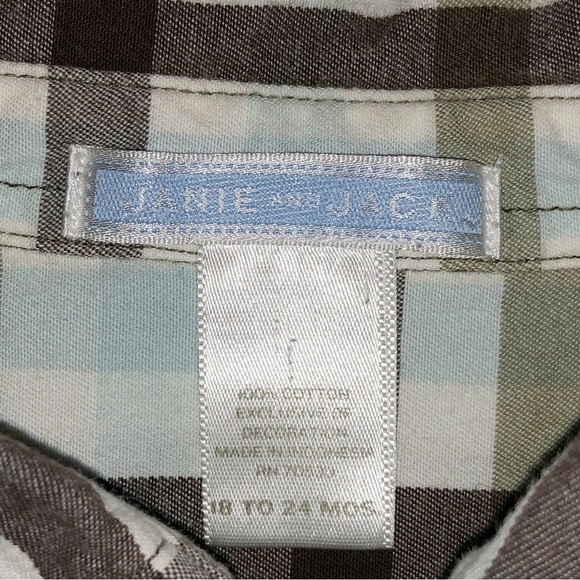 JANIE AND JACK
100% COTTON
EXCLUSIVE OF
DECORATION
MADE IN INDONESIA
18 TO 24 MOS.